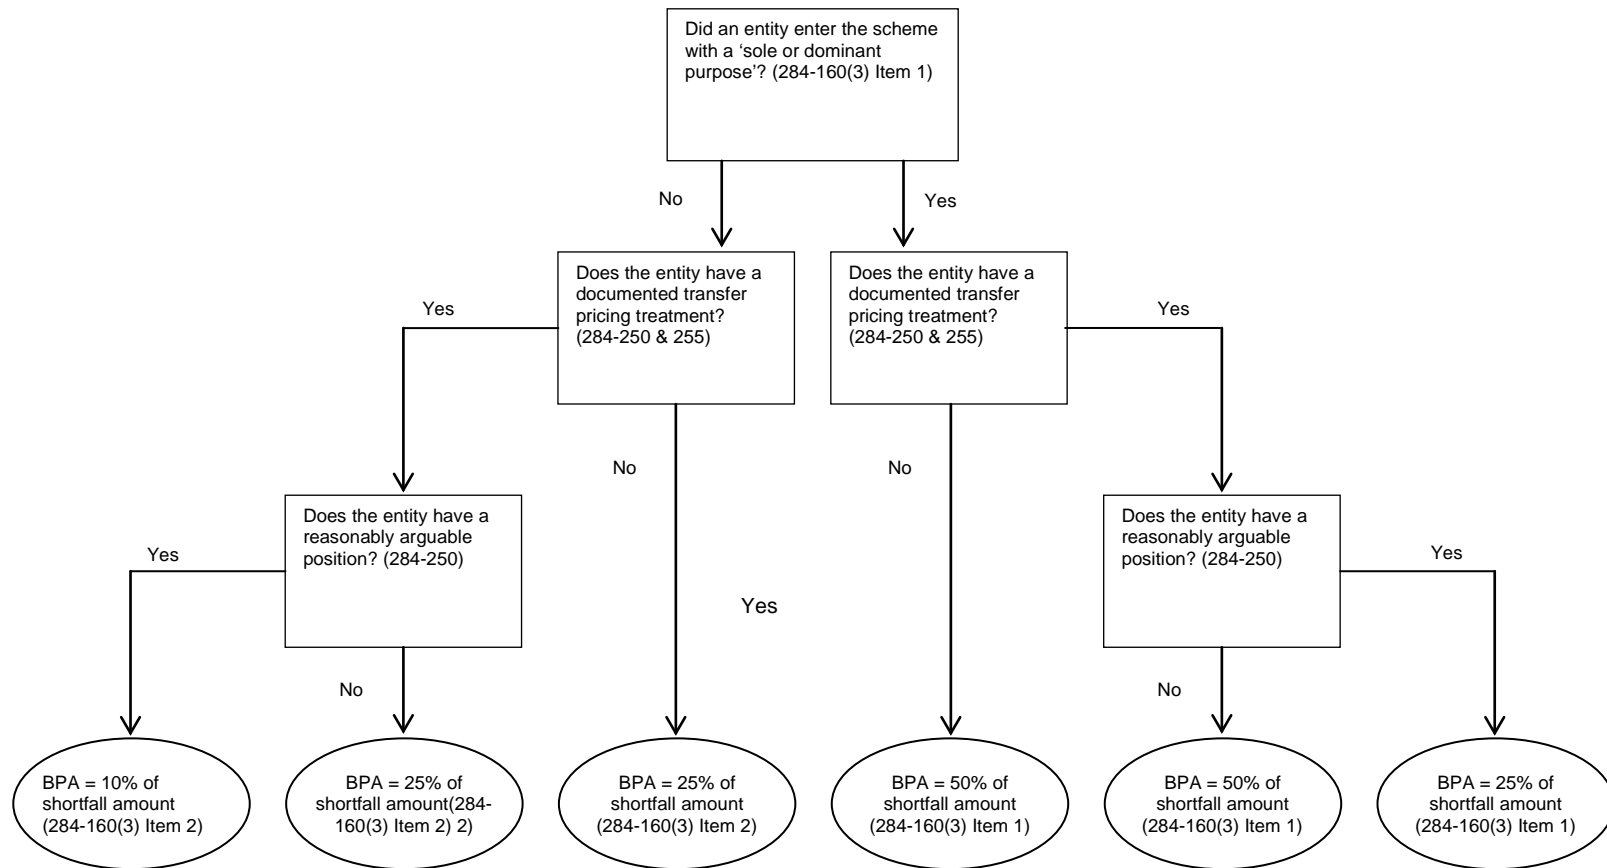 Did an entity enter the scheme
with a ‘sole or dominant
purpose’? (284-160(3) Item 1)
No
Yes
Does the entity have a
documented transfer
pricing treatment?
(284-250 & 255)
Does the entity have a
documented transfer
pricing treatment?
(284-250 & 255)
Yes
Yes
No
No
Does the entity have a
reasonably arguable
position? (284-250)
Does the entity have a
reasonably arguable
position? (284-250)
Yes
Yes
Yes
No
No
BPA = 10% of
shortfall amount
(284-160(3) Item 2)
BPA = 25% of
shortfall amount(284-
160(3) Item 2) 2)
BPA = 25% of
shortfall amount
(284-160(3) Item 2)
BPA = 50% of
shortfall amount
(284-160(3) Item 1)
BPA = 50% of
shortfall amount
(284-160(3) Item 1)
BPA = 25% of
shortfall amount
(284-160(3) Item 1)